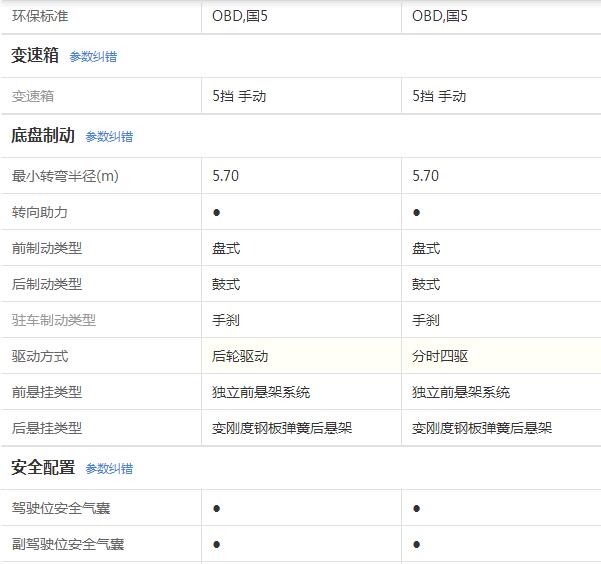 环保标准 OBD,国5 OBD,国5
变速箱 参数纠错
变速箱 5挡 手动 5挡 手动
底盘制动 参数纠错
最小转弯半径(m) 5.70 5.70
转向助力 ● ●
前制动类型 盘式 盘式
后制动类型 鼓式 鼓式
驻车制动类型 手刹 手刹
驱动方式 后轮驱动 分时四驱
前悬挂类型 独立前悬架系统 独立前悬架系统
后悬挂类型 变刚度钢板弹簧后悬架 变刚度钢板弹簧后悬架
安全配置 参数纠错
驾驶位安全气囊 ● ●
副驾驶位安全气囊 ● ●